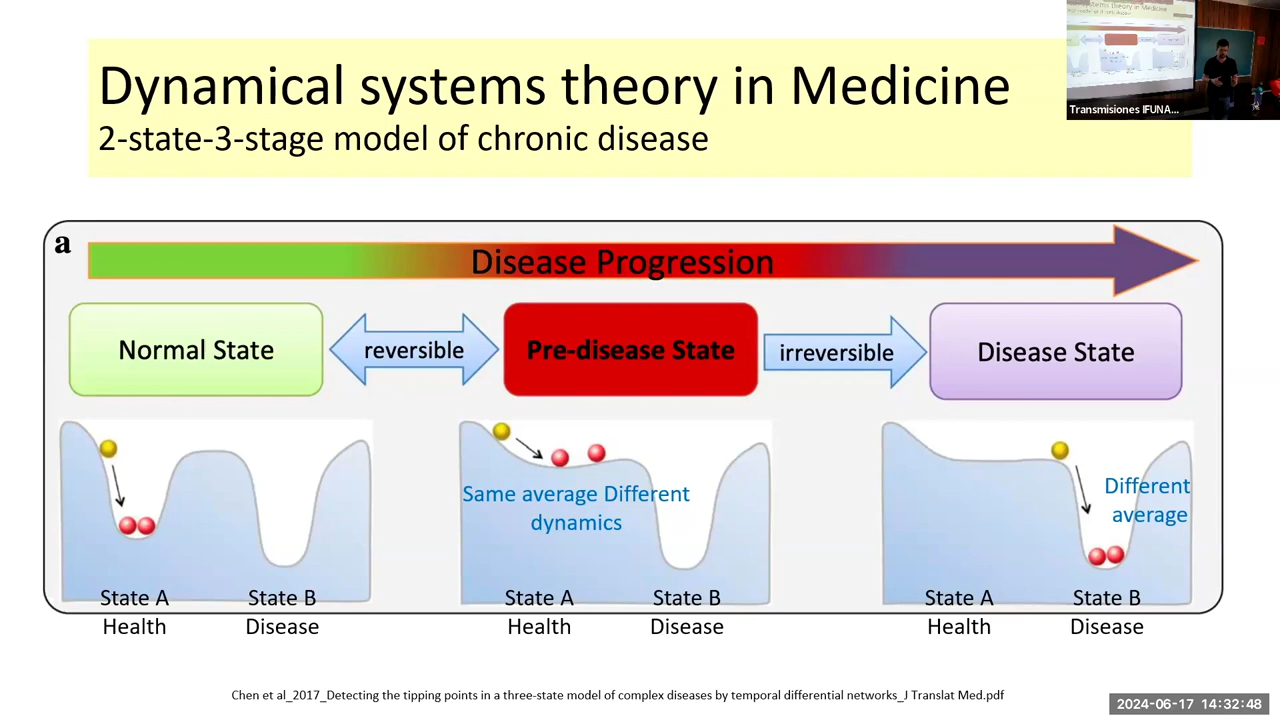 Dynamical systems theory in Medicine
2-state-3-stage model of chronic disease
Transmisiones IFUNA...
a
Disease Progression
Normal State
reversible
Pre-disease State
irreversible
Disease State
Same average Different
dynamics
Different
average
State A
Health
State B
Disease
State A
Health
State B
Disease
State A
Health
State B
Disease
Chen et al_2017_Detecting the tipping points in a three-state model of complex diseases by temporal differential networks_J Translat Med.pdf
2024-06-17 14:32:48